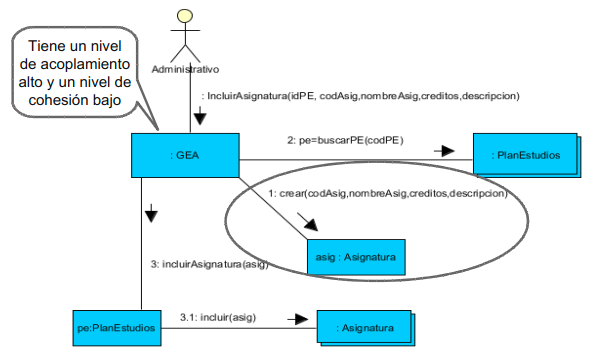 Tiene un nivel
de acoplamiento
alto y un nivel de
cohesión bajo
Administrativo
: IncluirAsignatura(idPE, codAsig,nombreAsig,creditos,descripcion)
: GEA
2: pe=buscarPE(codPE)
: PlanEstudios
1: crear(codAsig,nombreAsig,creditos,descripcion)
asig : Asignatura
3: incluirAsignatura(asig)
pe:PlanEstudios
3.1: incluir(asig)
: Asignatura